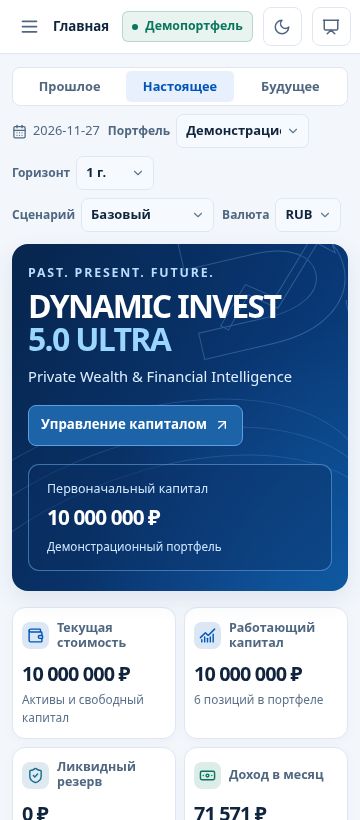 Главная
Демопортфель
Прошлое
Настоящее
Будущее
2026-11-27 Портфель
Горизонт 1 г.
Сценарий Базовый Валюта RUB
PAST. PRESENT. FUTURE.
DYNAMIC INVEST
5.0 ULTRA
Private Wealth & Financial Intelligence
Управление капиталом
Первоначальный капитал
10 000 000 ₽
Демонстрационный портфель
Текущая
стоимость
10 000 000 ₽
Активы и свободный
капитал
Работающий
капитал
10 000 000 ₽
6 позиций в портфеле
Ликвидный
резерв
0 ₽
Доход в месяц
71 571 ₽